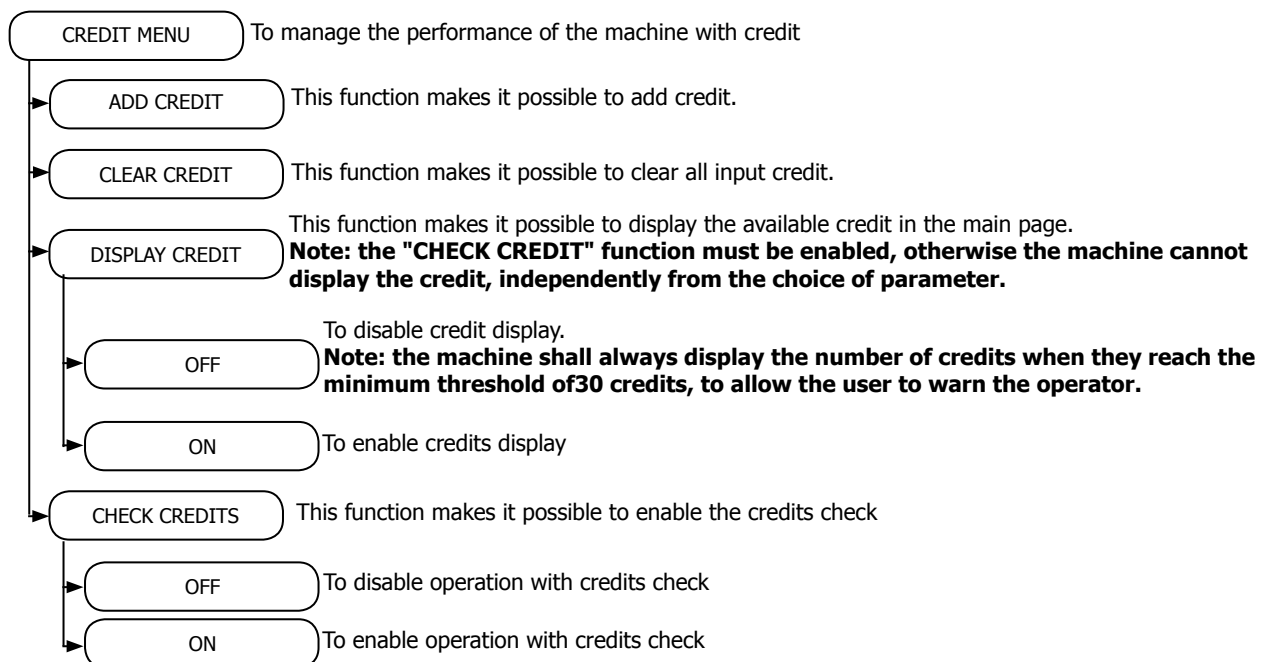 CREDIT MENU To manage the performance of the machine with credit
ADD CREDIT This function makes it possible to add credit.
CLEAR CREDIT This function makes it possible to clear all input credit.
This function makes it possible to display the available credit in the main page.
DISPLAY CREDIT Note: the "CHECK CREDIT" function must be enabled, otherwise the machine cannot
display the credit, independently from the choice of parameter.
To disable credit display.
OFF Note: the machine shall always display the number of credits when they reach the
minimum threshold of30 credits, to allow the user to warn the operator.
ON To enable credits display
CHECK CREDITS This function makes it possible to enable the credits check
OFF To disable operation with credits check
ON To enable operation with credits check